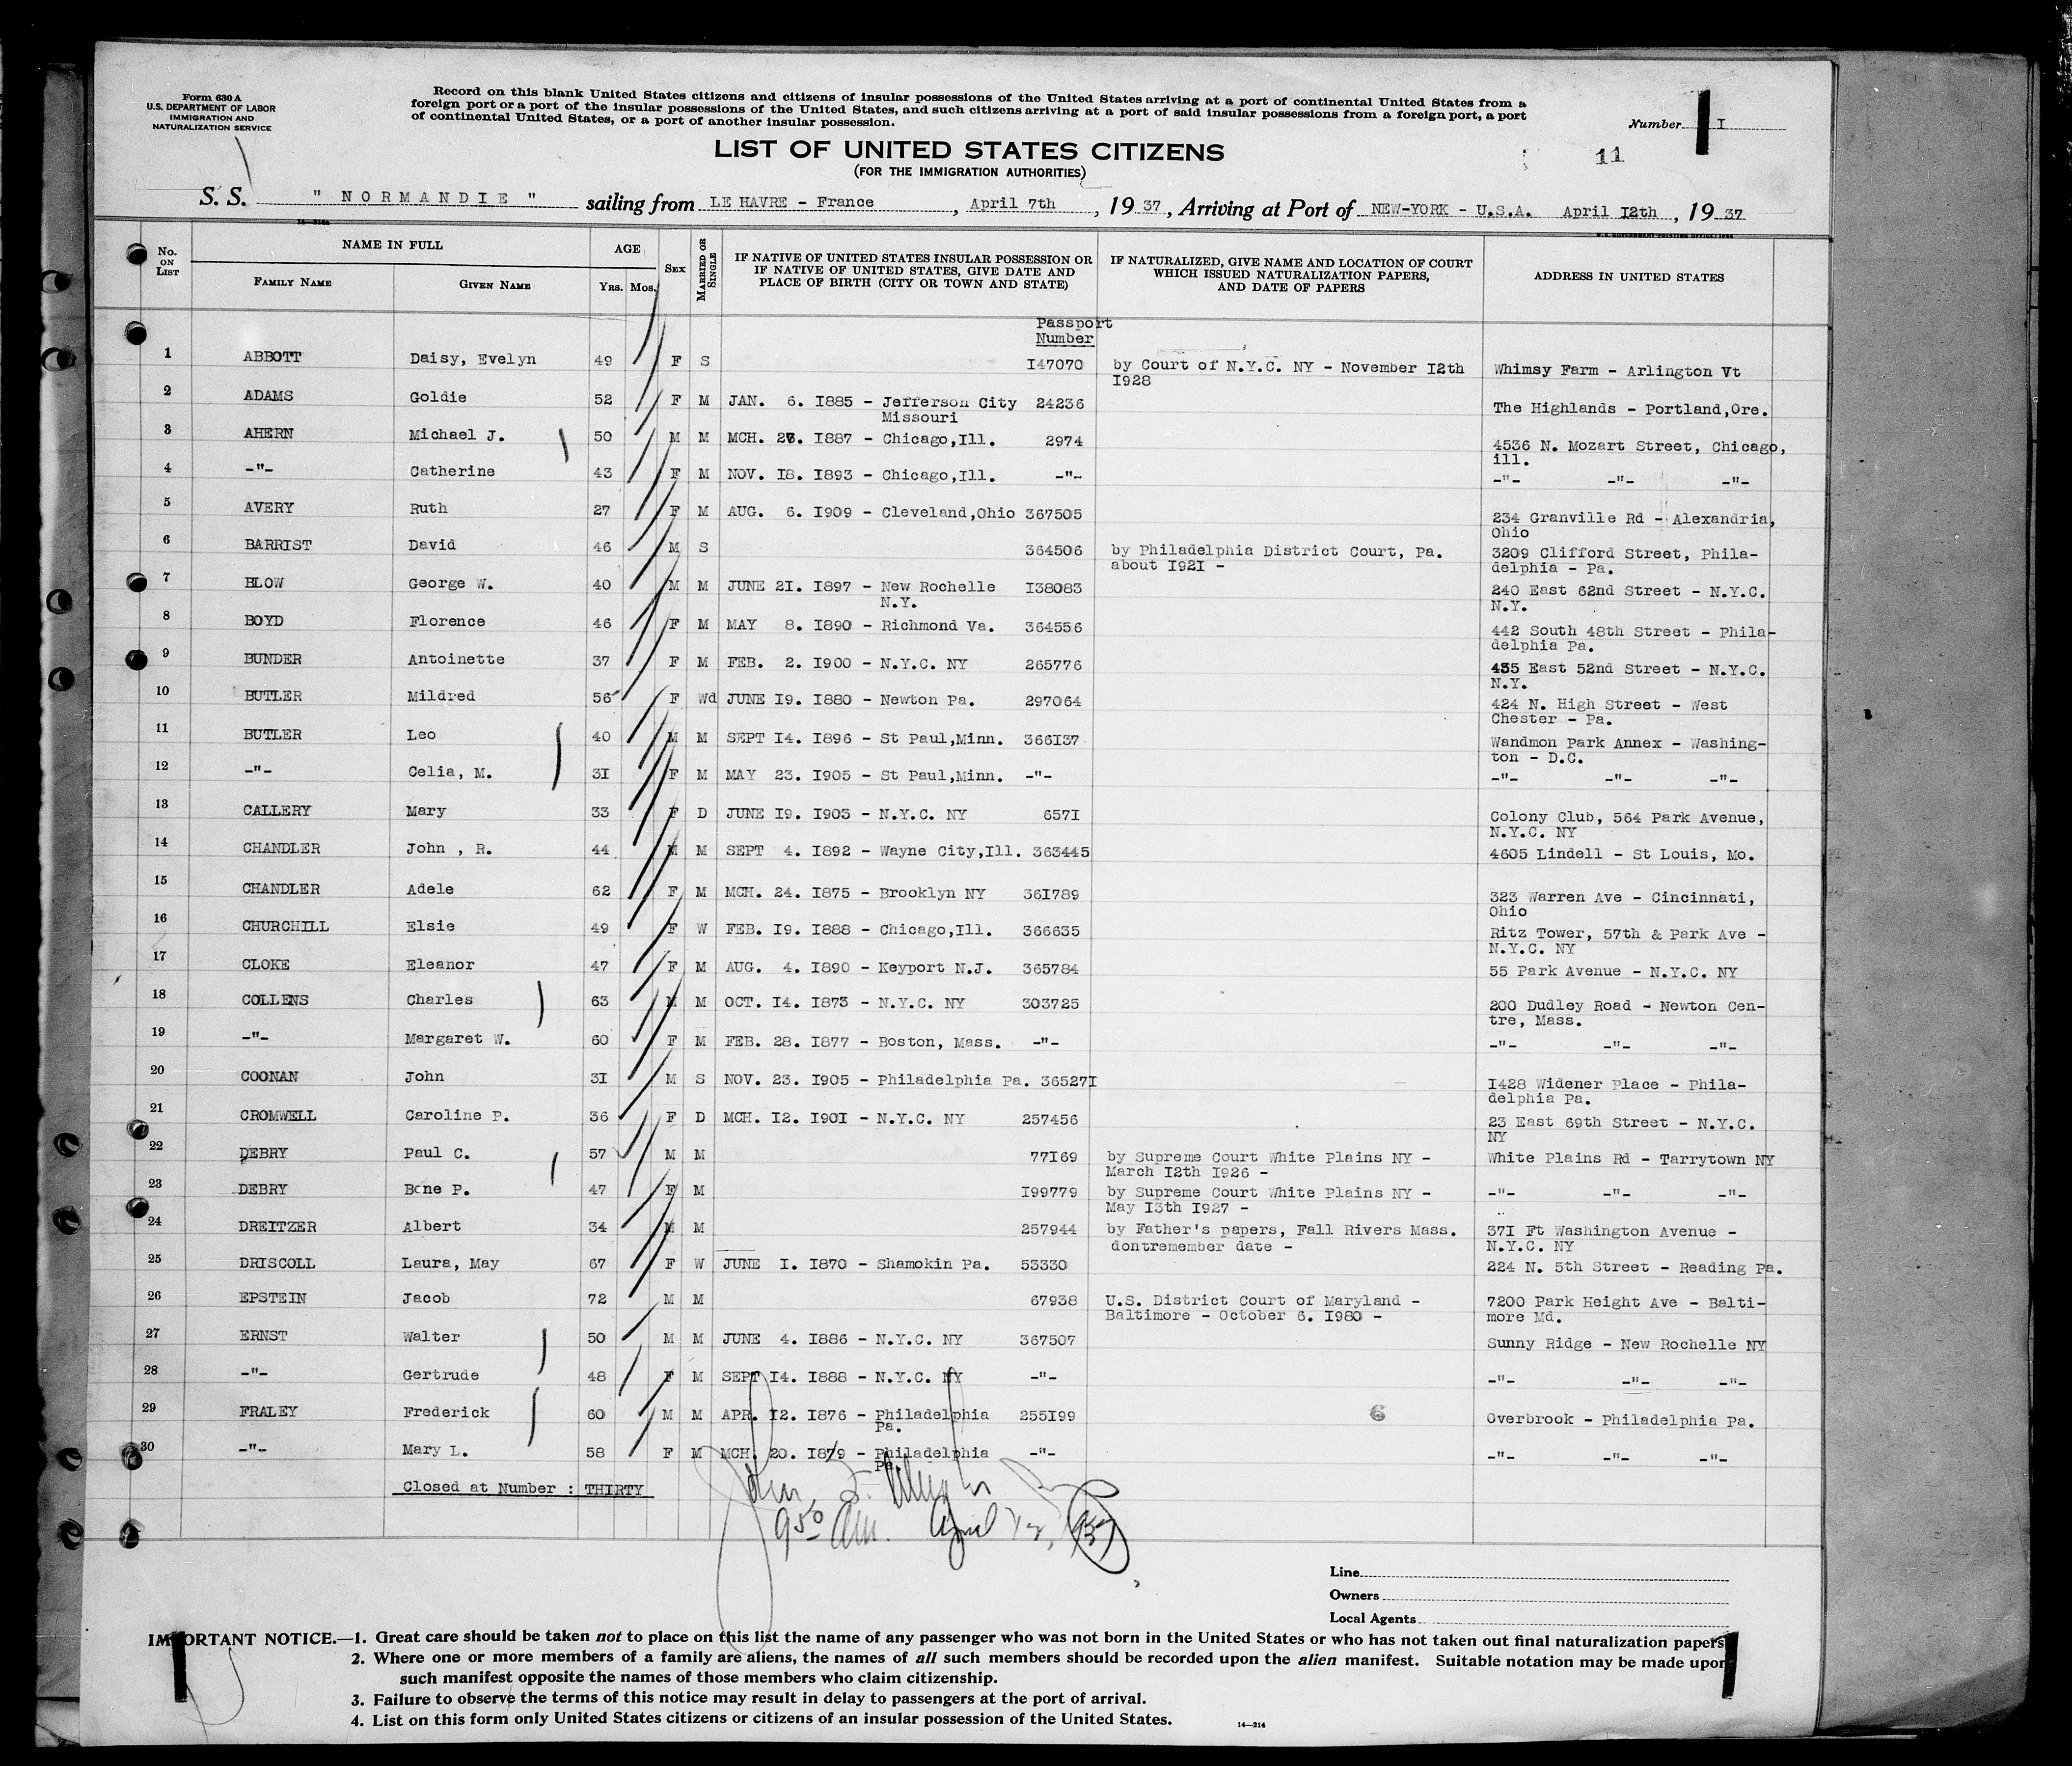 Form 630 A
U.S. DEPARTMENT OF LABOR
IMMIGRATION AND
NATURALIZATION SERVICE
Record on this blank United States citizens and citizens of insular possessions of the United States arriving at a port of continental United States from a
foreign port or a port of the insular possessions of the United States, and such citizens arriving at a port of said insular possessions from a foreign port, a port
of continental United States, or a port of another insular possession.
Number I
11
LIST OF UNITED STATES CITIZENS
(FOR THE IMMIGRATION AUTHORITIES)
S. S. " N O R M A N D I E " sailing from LE HAVRE - France , April 7th , 19 37 , Arriving at Port of NEW-YORK - U.S.A. April I2th , 19 37
No. ON LIST NAME IN FULL AGE SEX MARRIED OR SINGLE IF NATIVE OF UNITED STATES INSULAR POSSESSION OR IF NATIVE OF UNITED STATES, GIVE DATE AND PLACE OF BIRTH (CITY OR TOWN AND STATE) IF NATURALIZED, GIVE NAME AND LOCATION OF COURT WHICH ISSUED NATURALIZATION PAPERS, AND DATE OF PAPERS ADDRESS IN UNITED STATES
FAMILY NAME GIVEN NAME Yrs. Mos.
Passport
Number
1 ABBOTT Daisy, Evelyn 49 F S I47070 by Court of N.Y.C. NY - November I2th Whimsy Farm - Arlington Vt
I928
2 ADAMS Goldie 52 F M JAN. 6. I885 - Jefferson City 24236 The Highlands - Portland,Ore.
Missouri
3 AHERN Michael J. 50 M M MCH. 28. I887 - Chicago,Ill. 2974 4536 N. Mozart Street, Chicago,
ill.
4 -"- Catherine 43 F M NOV. I8. I893 - Chicago,Ill. -"- -"- -"- -"-
5 AVERY Ruth 27 F M AUG. 6. I909 - Cleveland,Ohio 367505 234 Granville Rd - Alexandria,
Ohio
6 BARRIST David 46 M S 364506 by Philadelphia District Court, Pa. 3209 Clifford Street, Phila-
about I92I - delphia - Pa.
7 BLOW George W. 40 M M JUNE 2I. I897 - New Rochelle I38083 240 East 62nd Street - N.Y.C.
N.Y. N.Y.
8 BOYD Florence 46 F M MAY 8. I890 - Richmond Va. 364556 442 South 48th Street - Phila-
delphia Pa.
9 BUNDER Antoinette 37 F M FEB. 2. I900 - N.Y.C. NY 265776 435 East 52nd Street - N.Y.C.
N.Y.
10 BUTLER Mildred 56 F Wd JUNE I9. I880 - Newton Pa. 297064 424 N. High Street - West
Chester - Pa.
11 BUTLER Leo 40 M M SEPT I4. I896 - St Paul,Minn. 366I37 Wandmon Park Annex - Washing-
ton - D.C.
12 -"- Celia, M. 3I F M MAY 23. I905 - St Paul,Minn. -"- -"- -"- -"-
13 CALLERY Mary 33 F D JUNE I9. I903 - N.Y.C. NY 657I Colony Club, 564 Park Avenue,
N.Y.C. NY
14 CHANDLER John , R. 44 M M SEPT 4. I892 - Wayne City,Ill. 363445 4605 Lindell - St Louis, Mo.
15 CHANDLER Adele 62 F M MCH. 24. I875 - Brooklyn NY 36I789 323 Warren Ave - Cincinnati,
Ohio
16 CHURCHILL Elsie 49 F W FEB. I9. I888 - Chicago,Ill. 366635 Ritz Tower, 57th & Park Ave -
N.Y.C. NY
17 CLOKE Eleanor 47 F M AUG. 4. I890 - Keyport N.J. 365784 55 Park Avenue - N.Y.C. NY
18 COLLENS Charles 63 M M OCT. I4. I873 - N.Y.C. NY 303725 200 Dudley Road - Newton Cen-
tre, Mass.
19 -"- Margaret W. 60 F M FEB. 28. I877 - Boston, Mass. -"- -"- -"- -"-
20 COONAN John 3I M S NOV. 23. I905 - Philadelphia Pa. 36527I I428 Widener Place - Phila-
delphia Pa.
21 CROMWELL Caroline P. 36 F D MCH. I2. I90I - N.Y.C. NY 257456 23 East 69th Street - N.Y.C.
NY
22 DEBRY Paul C. 57 M M 77I69 by Supreme Court White Plains NY - White Plains Rd - Tarrytown NY
March I2th I926 -
23 DEBRY Bone P. 47 F M I99779 by Supreme Court White Plains NY - -"- -"- -"-
May I3th I927 -
24 DREITZER Albert 34 M M 257944 by Father's papers, Fall Rivers Mass. 37I Ft Washington Avenue -
dontremember date - N.Y.C. NY
25 DRISCOLL Laura, May 67 F W JUNE I. I870 - Shamokin Pa. 53330 224 N. 5th Street - Reading Pa.
26 EPSTEIN Jacob 72 M M 67938 U.S. District Court of Maryland - 7200 Park Height Ave - Balti-
Baltimore - October 6. I980 - more Md.
27 ERNST Walter 50 M M JUNE 4. I886 - N.Y.C. NY 367507 Sunny Ridge - New Rochelle NY
28 -"- Gertrude 48 F M SEPT I4. I888 - N.Y.C. NY -"- -"- -"- -"-
29 FRALEY Frederick 60 M M APR. I2. I876 - Philadelphia 255I99 6 Overbrook - Philadelphia Pa.
Pa.
30 -"- Mary L. 58 F M MCH. 20. I879 - Philadelphia -"- -"- -"- -"-
Pa.
Closed at Number : THIRTY
9 50 AM. April 12,
Line
Owners
Local Agents
IMPORTANT NOTICE.—1. Great care should be taken not to place on this list the name of any passenger who was not born in the United States or who has not taken out final naturalization papers
2. Where one or more members of a family are aliens, the names of all such members should be recorded upon the alien manifest. Suitable notation may be made upon
such manifest opposite the names of those members who claim citizenship.
3. Failure to observe the terms of this notice may result in delay to passengers at the port of arrival.
4. List on this form only United States citizens or citizens of an insular possession of the United States.
14—214